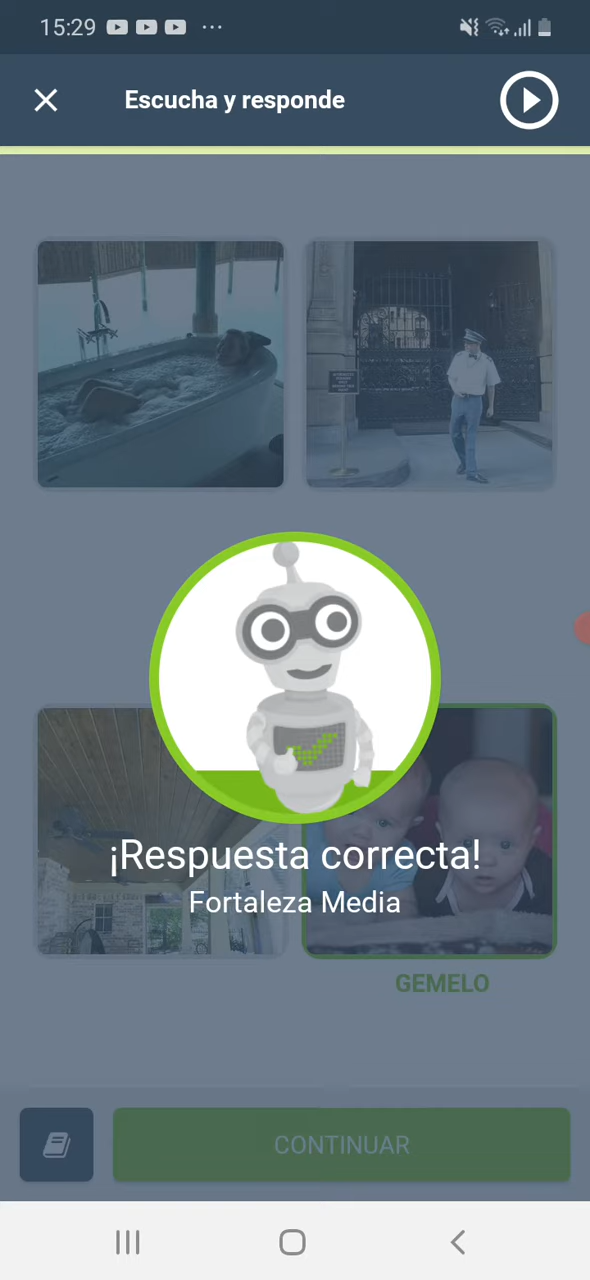 15:29 ...
Escucha y responde
¡Respuesta correcta!
Fortaleza Media
GEMELO
CONTINUAR